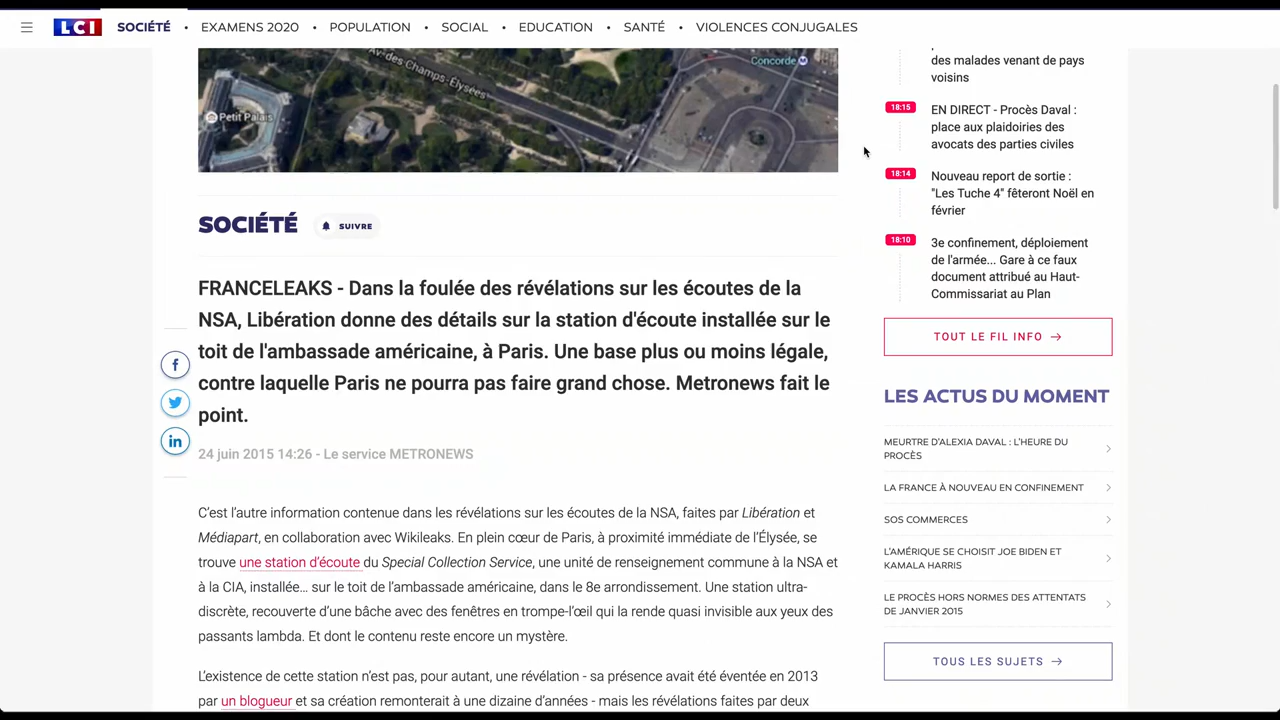 LCI SOCIÉTÉ • EXAMENS 2020 • POPULATION • SOCIAL • EDUCATION • SANTÉ • VIOLENCES CONJUGALES
Av. des Champs-Élysées
Concorde M
Petit Palais
SOCIÉTÉ SUIVRE
FRANCELEAKS - Dans la foulée des révélations sur les écoutes de la
NSA, Libération donne des détails sur la station d'écoute installée sur le
toit de l'ambassade américaine, à Paris. Une base plus ou moins légale,
contre laquelle Paris ne pourra pas faire grand chose. Metronews fait le
point.
24 juin 2015 14:26 - Le service METRONEWS
C'est l'autre information contenue dans les révélations sur les écoutes de la NSA, faites par Libération et
Médiapart, en collaboration avec Wikileaks. En plein cœur de Paris, à proximité immédiate de l'Élysée, se
trouve une station d'écoute du Special Collection Service, une unité de renseignement commune à la NSA et
à la CIA, installée... sur le toit de l'ambassade américaine, dans le 8e arrondissement. Une station ultra-
discrète, recouverte d'une bâche avec des fenêtres en trompe-l'œil qui la rende quasi invisible aux yeux des
passants lambda. Et dont le contenu reste encore un mystère.
L'existence de cette station n'est pas, pour autant, une révélation - sa présence avait été éventée en 2013
par un blogueur et sa création remonterait à une dizaine d'années - mais les révélations faites par deux
des malades venant de pays
voisins
18:15 EN DIRECT - Procès Daval :
place aux plaidoiries des
avocats des parties civiles
18:14 Nouveau report de sortie :
"Les Tuche 4" fêteront Noël en
février
18:10 3e confinement, déploiement
de l'armée... Gare à ce faux
document attribué au Haut-
Commissariat au Plan
TOUT LE FIL INFO →
LES ACTUS DU MOMENT
MEURTRE D'ALEXIA DAVAL : L'HEURE DU
PROCÈS
LA FRANCE À NOUVEAU EN CONFINEMENT
SOS COMMERCES
L'AMÉRIQUE SE CHOISIT JOE BIDEN ET
KAMALA HARRIS
LE PROCÈS HORS NORMES DES ATTENTATS
DE JANVIER 2015
TOUS LES SUJETS →